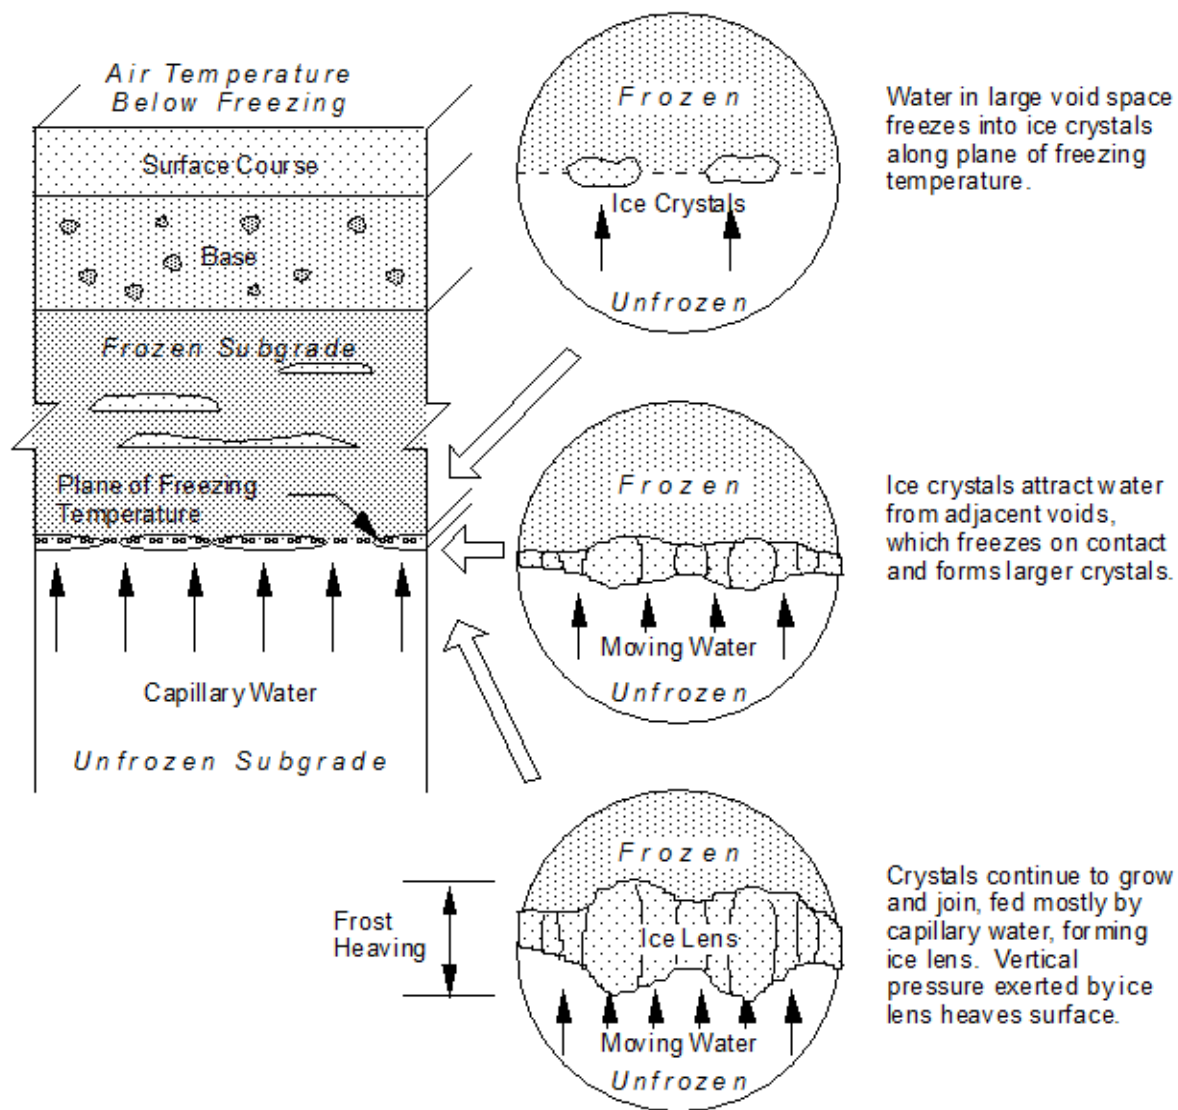 Air Temperature
Below Freezing
Surface Course
Base
Frozen Subgrade
Plane of Freezing
Temperature
Capillary Water
Unfrozen Subgrade
Frozen
Ice Crystals
Unfrozen
Water in large void space
freezes into ice crystals
along plane of freezing
temperature.
Frozen
Moving Water
Unfrozen
Ice crystals attract water
from adjacent voids,
which freezes on contact
and forms larger crystals.
Frost
Heaving
Frozen
Ice Lens
Moving Water
Unfrozen
Crystals continue to grow
and join, fed mostly by
capillary water, forming
ice lens. Vertical
pressure exerted by ice
lens heaves surface.